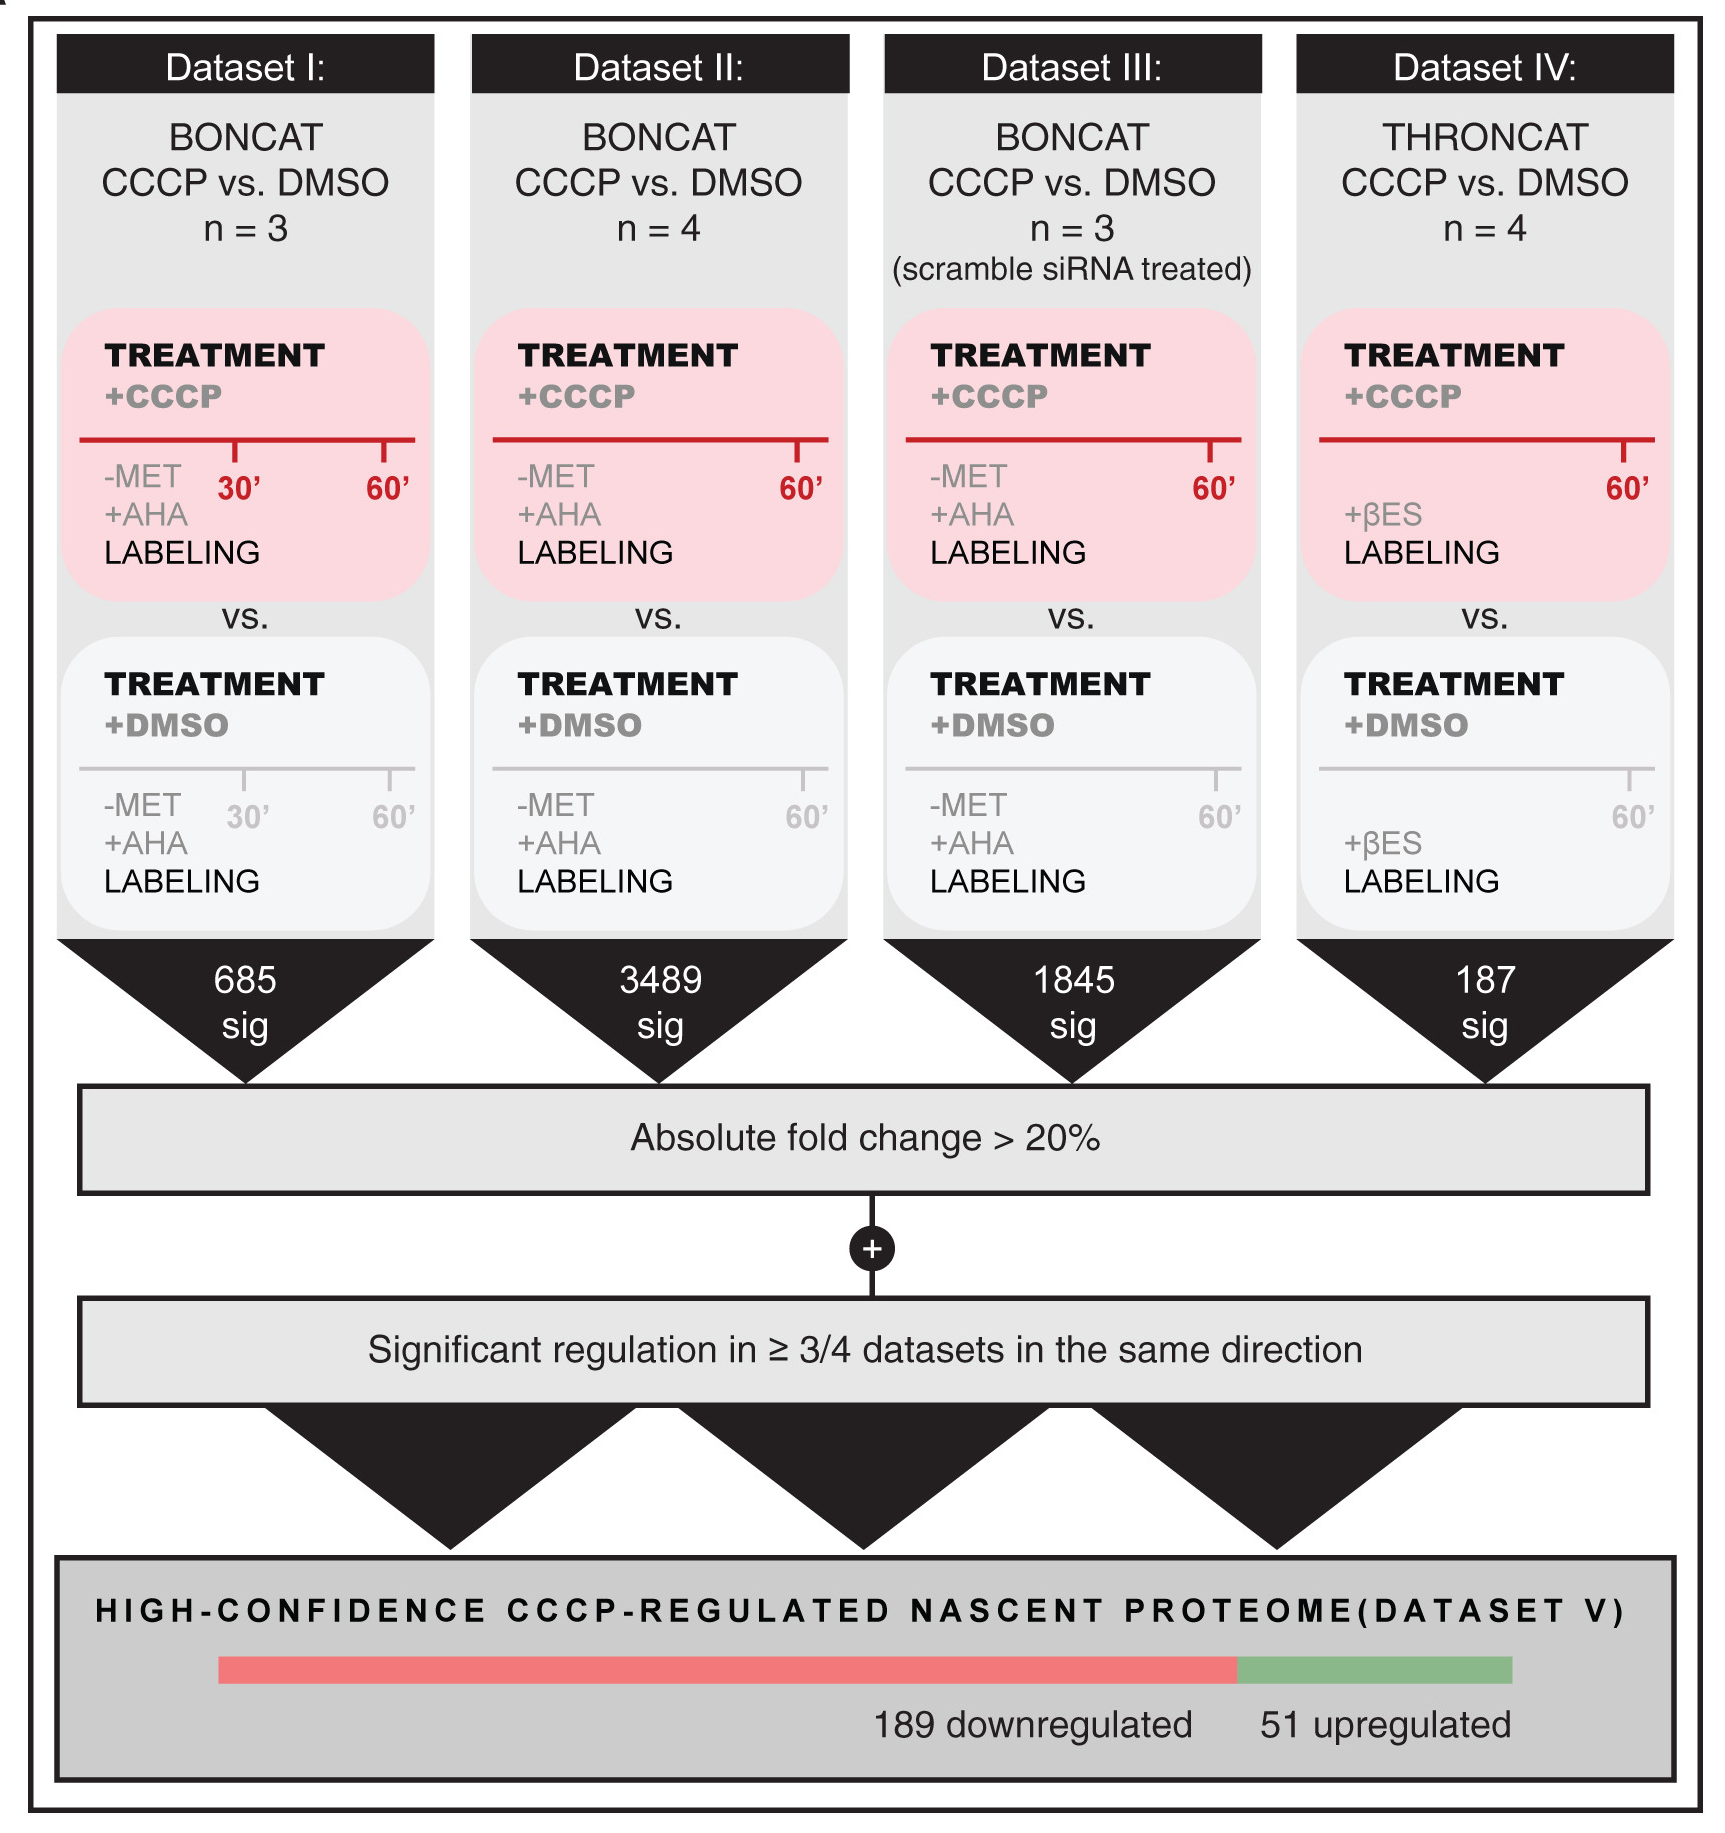 Dataset I:
BONCAT
CCCP vs. DMSO
n = 3
TREATMENT
+CCCP
-MET
30’
60’
+AHA
LABELING
vs.
TREATMENT
+DMSO
-MET
30’
60’
+AHA
LABELING
685
sig
Dataset II:
BONCAT
CCCP vs. DMSO
n = 4
TREATMENT
+CCCP
-MET
60’
+AHA
LABELING
vs.
TREATMENT
+DMSO
-MET
60’
+AHA
LABELING
3489
sig
Dataset III:
BONCAT
CCCP vs. DMSO
n = 3
(scramble siRNA treated)
TREATMENT
+CCCP
-MET
60’
+AHA
LABELING
vs.
TREATMENT
+DMSO
-MET
60’
+AHA
LABELING
1845
sig
Dataset IV:
THRONCAT
CCCP vs. DMSO
n = 4
TREATMENT
+CCCP
60’
+βES
LABELING
vs.
TREATMENT
+DMSO
60’
+βES
LABELING
187
sig
Absolute fold change > 20%
+
Significant regulation in ≥ 3/4 datasets in the same direction
HIGH-CONFIDENCE CCCP-REGULATED NASCENT PROTEOME(DATASET V)
189 downregulated
51 upregulated